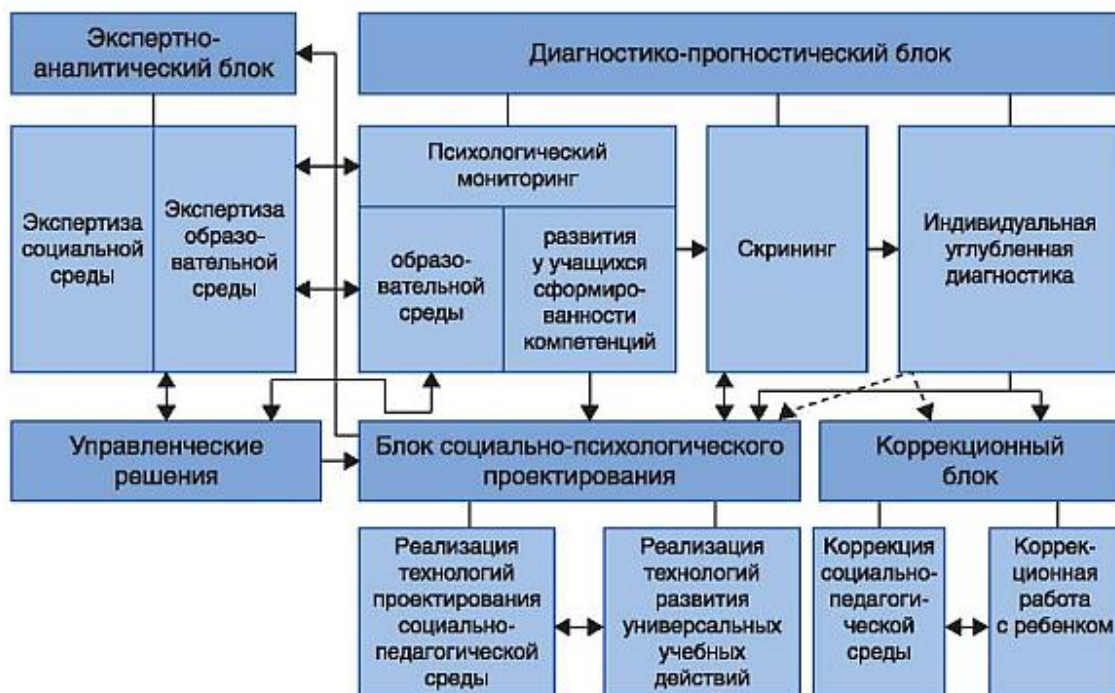 Экспертно-
аналитический блок
Диагностико-прогностический блок
Экспертиза
социальной
среды
Экспертиза
образо-
вательной
среды
Психологический
мониторинг
образо-
вательной
среды
развития
у учащихся
сформиро-
ванности
компетенций
Скрининг
Индивидуальная
углубленная
диагностика
Управленческие
решения
Блок социально-психологического
проектирования
Коррекционный
блок
Реализация
технологий
проектирования
социально-
педагогической
среды
Реализация
технологий
развития
универсальных
учебных
действий
Коррекция
социально-
педагоги-
ческой
среды
Коррек-
ционная
работа
с ребенком